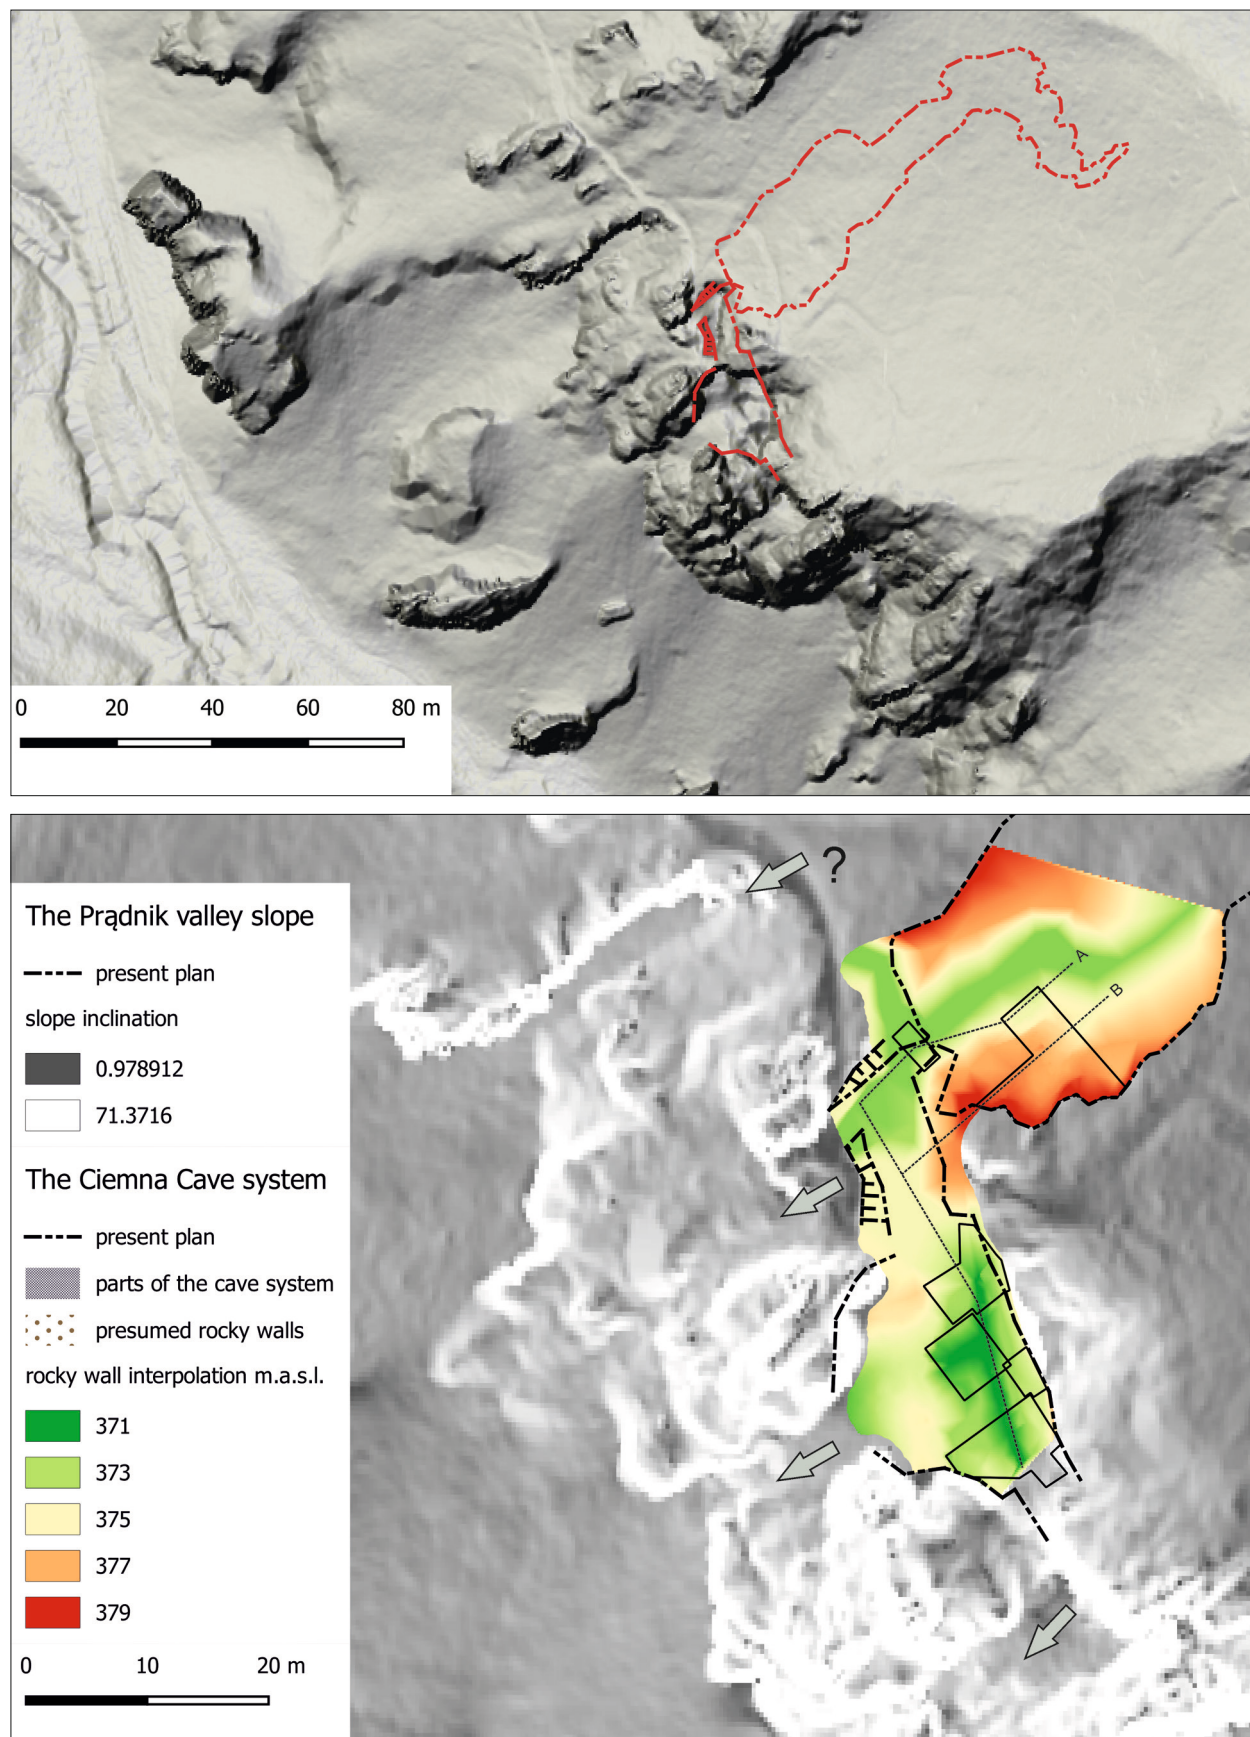 0 20 40 60 80 m
?
The Prądnik valley slope
present plan
slope inclination
0.978912
71.3716
The Ciemna Cave system
present plan
parts of the cave system
presumed rocky walls
rocky wall interpolation m.a.s.l.
371
373
375
377
379
0 10 20 m
A
B